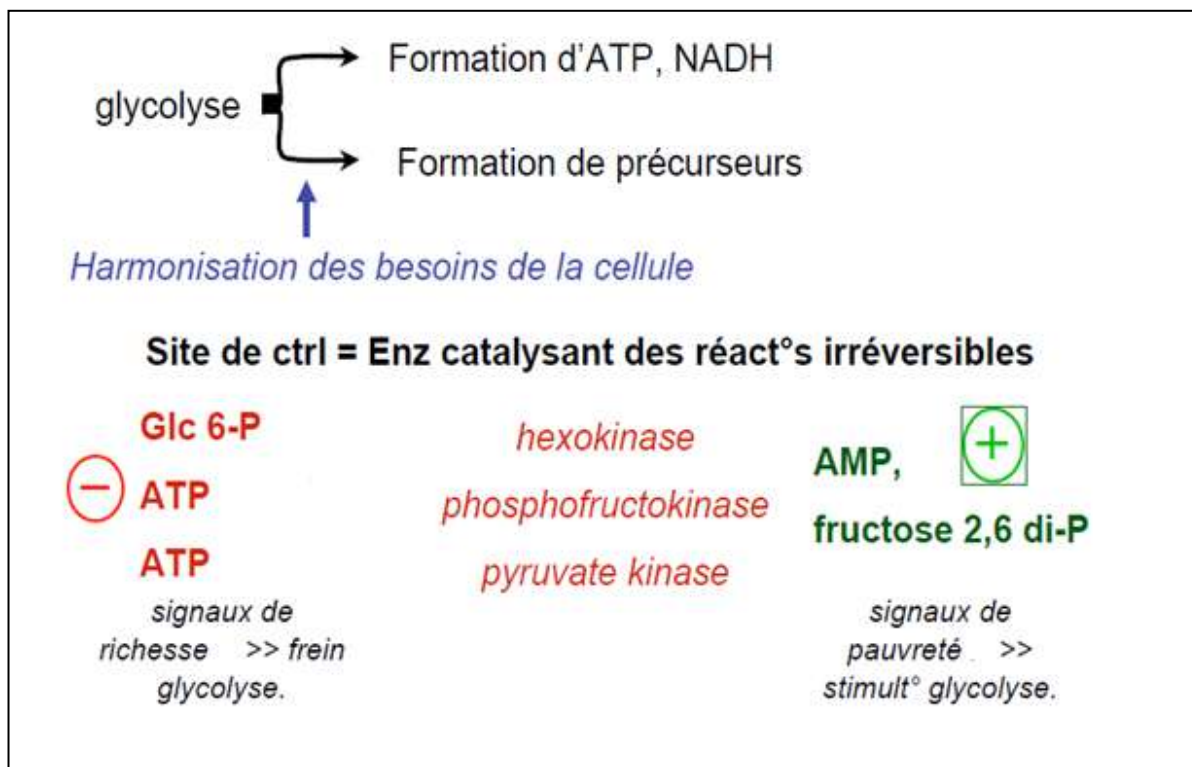 Formation d'ATP, NADH
glycolyse
Formation de précurseurs
Harmonisation des besoins de la cellule
Site de ctrl = Enz catalysant des réact°s irréversibles
Glc 6-P
hexokinase
+
AMP,
−
ATP
phosphofructokinase
fructose 2,6 di-P
ATP
pyruvate kinase
signaux de
richesse >> frein
glycolyse.
signaux de
pauvreté . >>
stimult° glycolyse.